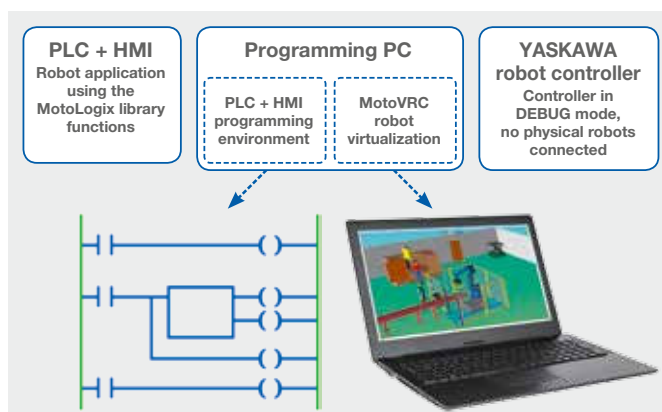 PLC + HMI
Robot application
using the
MotoLogix library
functions
Programming PC
PLC + HMI
programming
environment
MotoVRC
robot
virtualization
YASKAWA
robot controller
Controller in
DEBUG mode,
no physical robots
connected